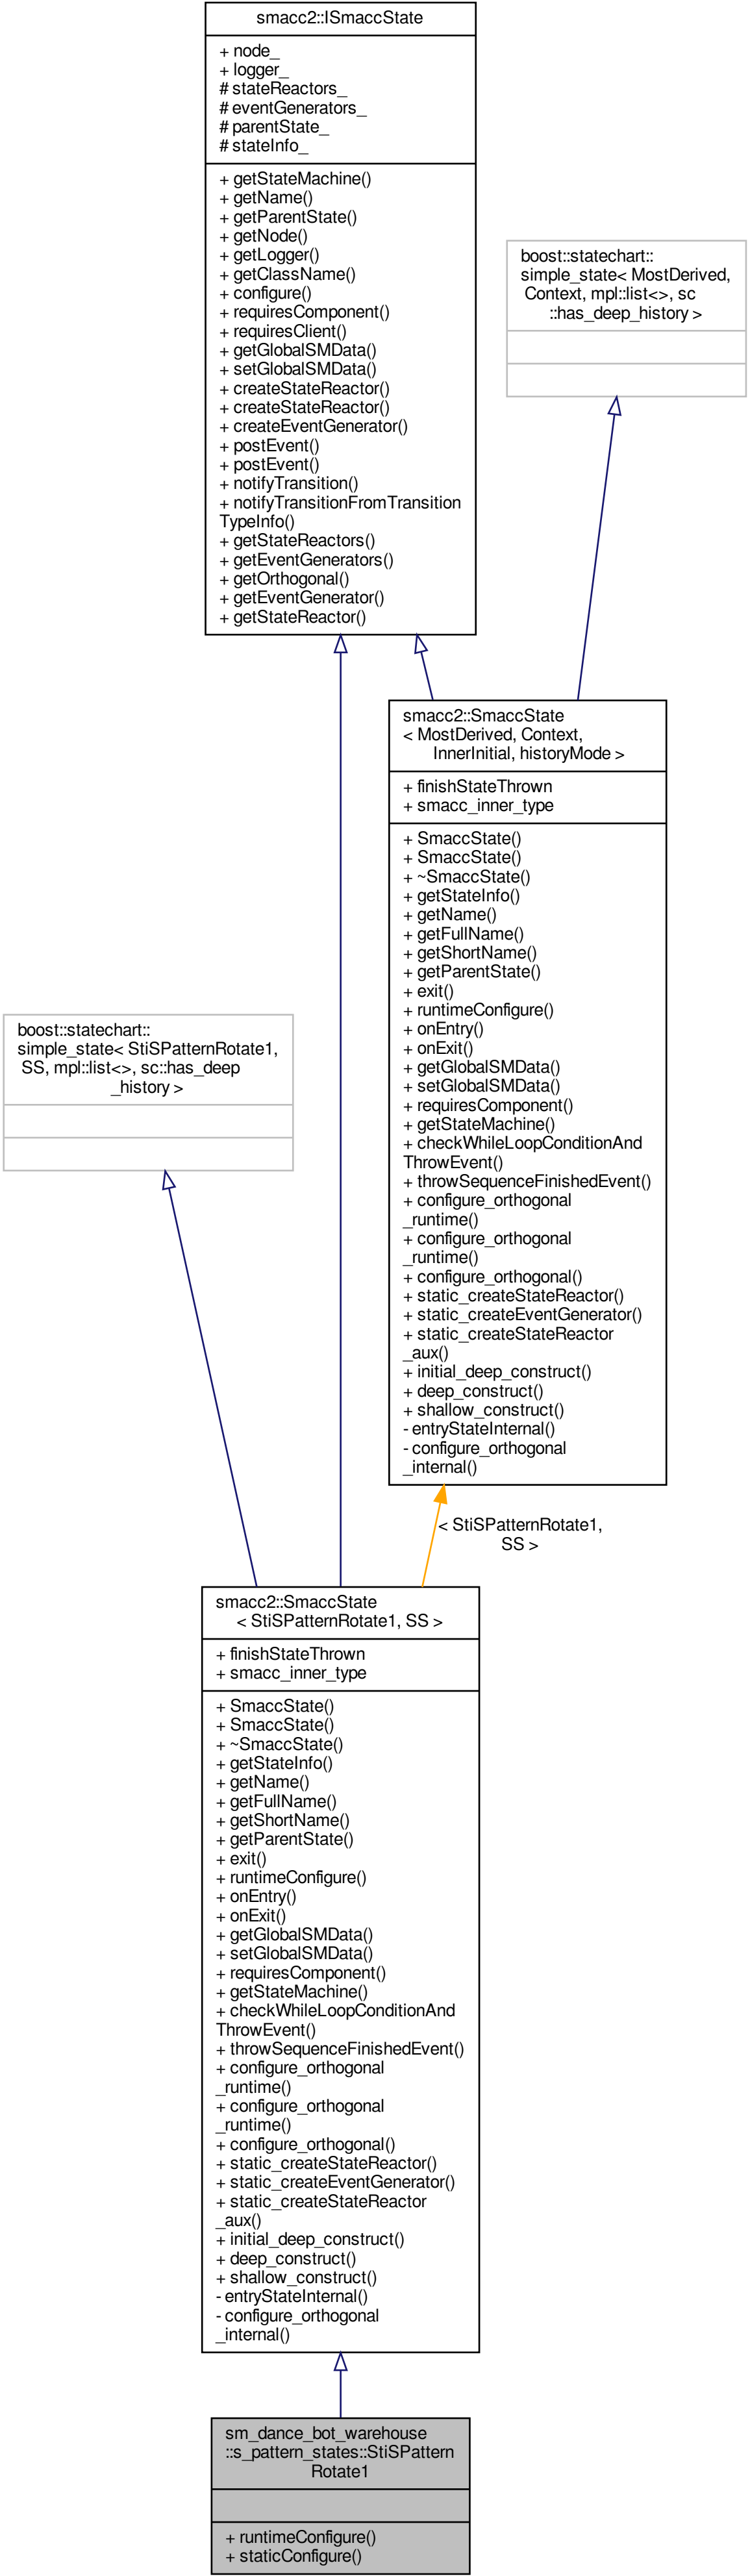 smacc2::ISmaccState
+ node_
+ logger_
# stateReactors_
# eventGenerators_
# parentState_
# stateInfo_
+ getStateMachine()
+ getName()
+ getParentState()
+ getNode()
+ getLogger()
+ getClassName()
+ configure()
+ requiresComponent()
+ requiresClient()
+ getGlobalSMData()
+ setGlobalSMData()
+ createStateReactor()
+ createStateReactor()
+ createEventGenerator()
+ postEvent()
+ postEvent()
+ notifyTransition()
+ notifyTransitionFromTransition
TypeInfo()
+ getStateReactors()
+ getEventGenerators()
+ getOrthogonal()
+ getEventGenerator()
+ getStateReactor()
boost::statechart::
simple_state< MostDerived,
Context, mpl::list<>, sc
::has_deep_history >
smacc2::SmaccState
< MostDerived, Context,
InnerInitial, historyMode >
+ finishStateThrown
+ smacc_inner_type
+ SmaccState()
+ SmaccState()
+ ~SmaccState()
+ getStateInfo()
+ getName()
+ getFullName()
+ getShortName()
+ getParentState()
+ exit()
+ runtimeConfigure()
+ onEntry()
+ onExit()
+ getGlobalSMData()
+ setGlobalSMData()
+ requiresComponent()
+ getStateMachine()
+ checkWhileLoopConditionAnd
ThrowEvent()
+ throwSequenceFinishedEvent()
+ configure_orthogonal
_runtime()
+ configure_orthogonal
_runtime()
+ configure_orthogonal()
+ static_createStateReactor()
+ static_createEventGenerator()
+ static_createStateReactor
_aux()
+ initial_deep_construct()
+ deep_construct()
+ shallow_construct()
- entryStateInternal()
- configure_orthogonal
_internal()
boost::statechart::
simple_state< StiSPatternRotate1,
SS, mpl::list<>, sc::has_deep
_history >
< StiSPatternRotate1,
SS >
smacc2::SmaccState
< StiSPatternRotate1, SS >
+ finishStateThrown
+ smacc_inner_type
+ SmaccState()
+ SmaccState()
+ ~SmaccState()
+ getStateInfo()
+ getName()
+ getFullName()
+ getShortName()
+ getParentState()
+ exit()
+ runtimeConfigure()
+ onEntry()
+ onExit()
+ getGlobalSMData()
+ setGlobalSMData()
+ requiresComponent()
+ getStateMachine()
+ checkWhileLoopConditionAnd
ThrowEvent()
+ throwSequenceFinishedEvent()
+ configure_orthogonal
_runtime()
+ configure_orthogonal
_runtime()
+ configure_orthogonal()
+ static_createStateReactor()
+ static_createEventGenerator()
+ static_createStateReactor
_aux()
+ initial_deep_construct()
+ deep_construct()
+ shallow_construct()
- entryStateInternal()
- configure_orthogonal
_internal()
sm_dance_bot_warehouse
::s_pattern_states::StiSPattern
Rotate1
+ runtimeConfigure()
+ staticConfigure()